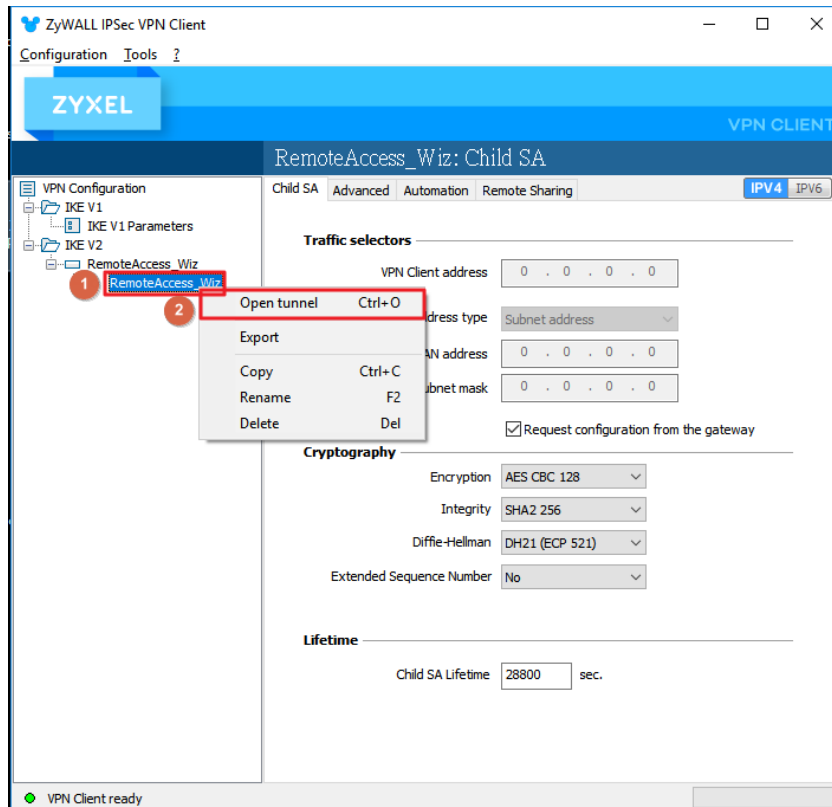 ZyWALL IPSec VPN Client
Configuration Tools ?
ZYXEL
VPN CLIENT
RemoteAccess_Wiz: Child SA
VPN Configuration
IKE V1
IKE V1 Parameters
IKE V2
RemoteAccess_Wiz
1 RemoteAccess_Wiz
2
Open tunnel Ctrl+O
Export
Copy Ctrl+C
Rename F2
Delete Del
Child SA Advanced Automation Remote Sharing IPV4 IPV6
Traffic selectors
VPN Client address 0 . 0 . 0 . 0
dress type Subnet address
AN address 0 . 0 . 0 . 0
ubnet mask 0 . 0 . 0 . 0
Request configuration from the gateway
Cryptography
Encryption AES CBC 128
Integrity SHA2 256
Diffie-Hellman DH21 (ECP 521)
Extended Sequence Number No
Lifetime
Child SA Lifetime 28800 sec.
VPN Client ready